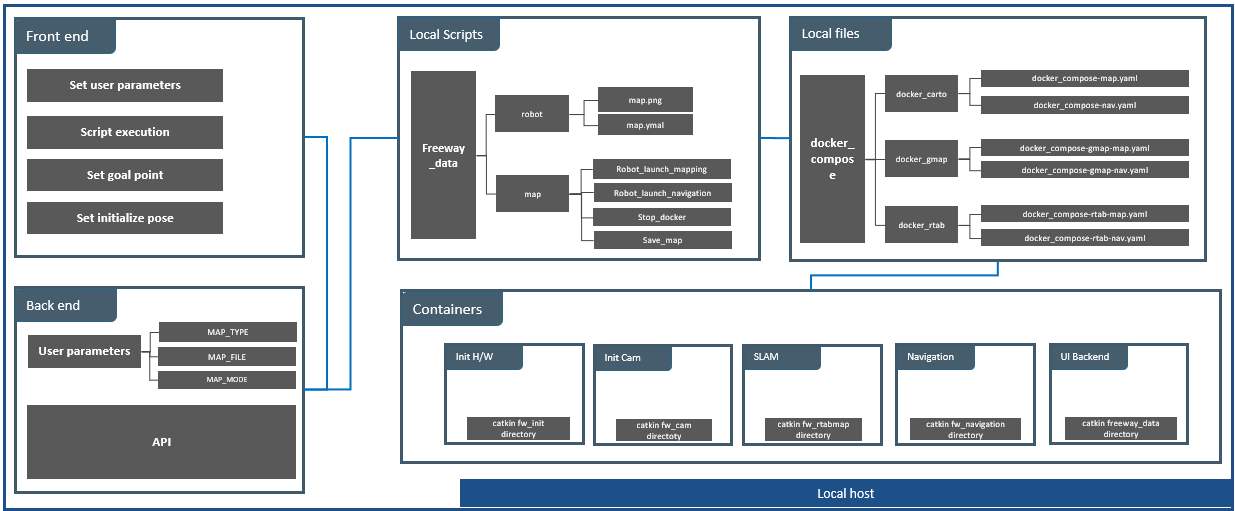 Front end
Set user parameters
Script execution
Set goal point
Set initialize pose
Back end
User parameters
MAP_TYPE
MAP_FILE
MAP_MODE
API
Local Scripts
Freeway
_data
robot
map.png
map.ymal
map
Robot_launch_mapping
Robot_launch_navigation
Stop_docker
Save_map
Local files
docker_
compos
e
docker_carto
docker_compose-map.yaml
docker_compose-nav.yaml
docker_gmap
docker_compose-gmap-map.yaml
docker_compose-gmap-nav.yaml
docker_rtab
docker_compose-rtab-map.yaml
docker_compose-rtab-nav.yaml
Containers
Init H/W
catkin fw_init
directory
Init Cam
catkin fw_cam
directory
SLAM
catkin fw_rtabmap
directory
Navigation
catkin fw_navigation
directory
UI Backend
catkin freeway_data
directory
Local host